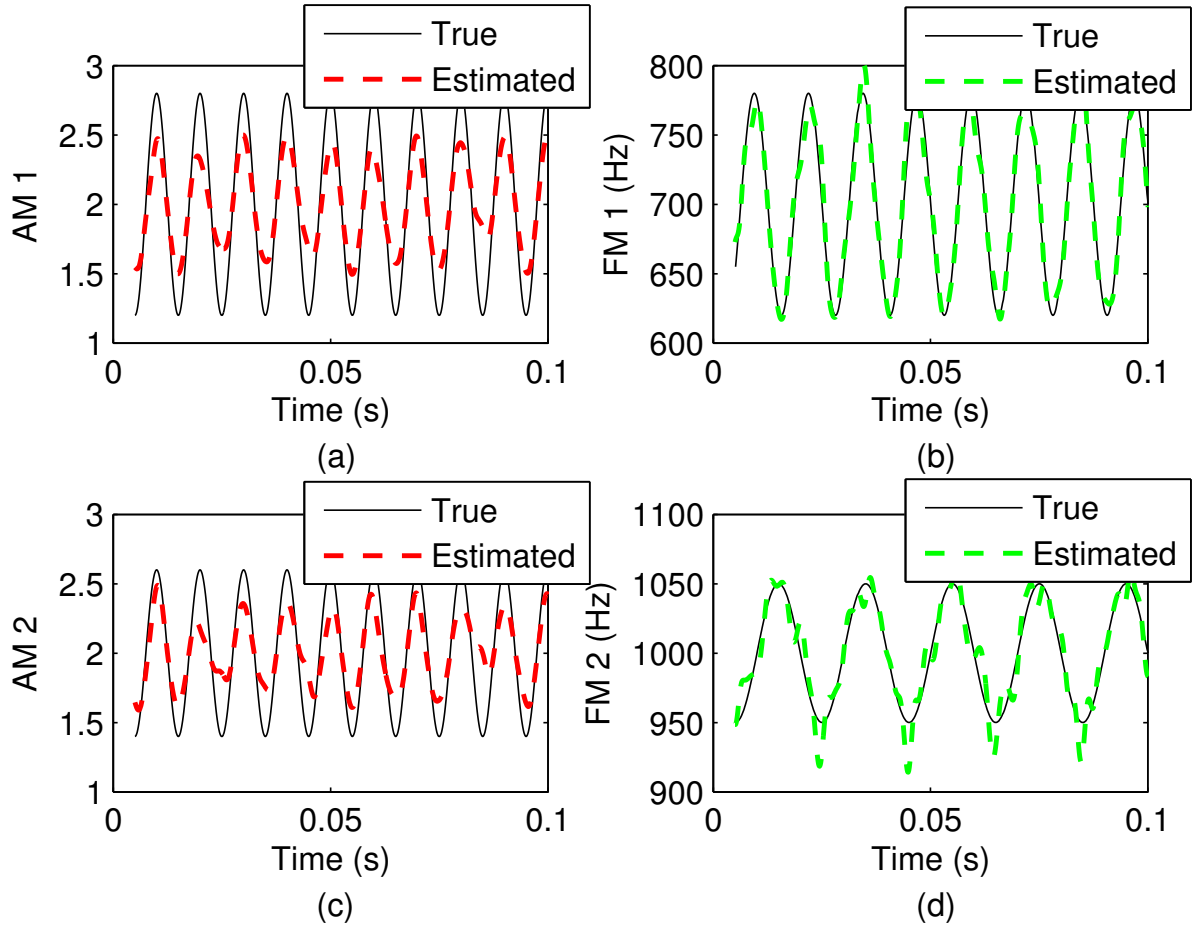 True
Estimated
3
2.5
2
1.5
1
AM 1
0
0.05
0.1
Time (s)
(a)
True
Estimated
800
750
700
650
600
FM 1 (Hz)
0
0.05
0.1
Time (s)
(b)
True
Estimated
3
2.5
2
1.5
1
AM 2
0
0.05
0.1
Time (s)
(c)
True
Estimated
1100
1050
1000
950
900
FM 2 (Hz)
0
0.05
0.1
Time (s)
(d)